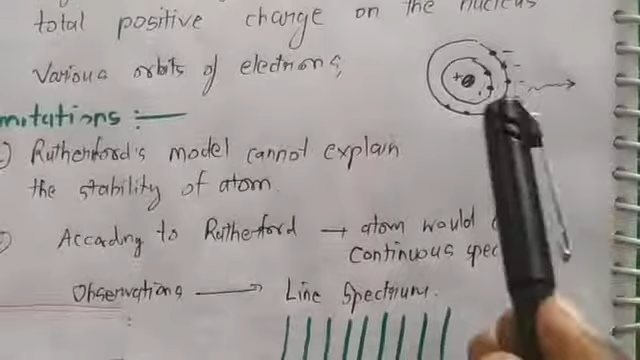 total positive charge on the nucleus
Various orbits of electrons,
mitations :—
Rutherford's model cannot explain
the stability of atom.
According to Rutherford → atom would
Continuous spec
Observations → Line Spectrum.